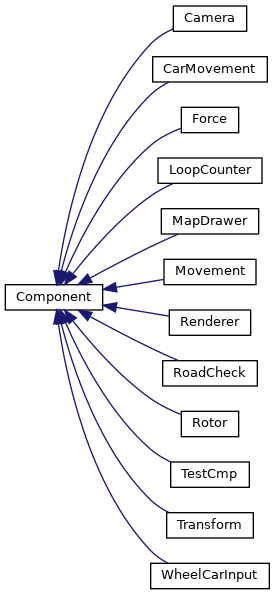 Camera
CarMovement
Force
LoopCounter
MapDrawer
Movement
Component
Renderer
RoadCheck
Rotor
TestCmp
Transform
WheelCarInput